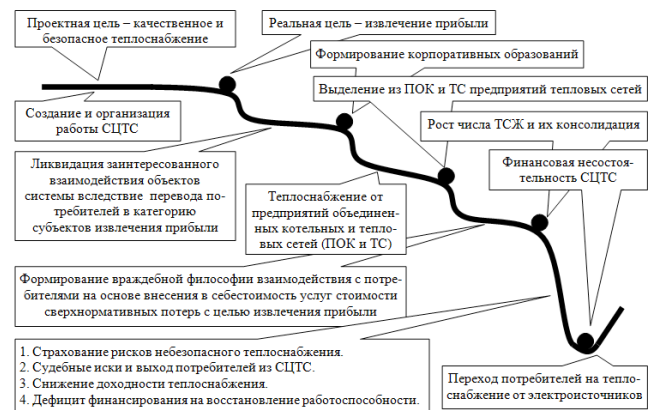 Проектная цель – качественное и
безопасное теплоснабжение
Реальная цель – извлечение прибыли
Формирование корпоративных образований
Выделение из ПОК и ТС предприятий тепловых сетей
Создание и организация
работы СЦТС
Рост числа ТСЖ и их консолидация
Финансовая несостоя-
тельность СЦТС
Ликвидация заинтересованного
взаимодействия объектов
системы вследствие перевода по-
требителей в категорию
субъектов извлечения прибыли
Теплоснабжение от
предприятий объединен-
ных котельных и тепло-
вых сетей (ПОК и ТС)
Формирование враждебной философии взаимодействия с потре-
бителями на основе внесения в себестоимость услуг стоимости
сверхнормативных потерь с целью извлечения прибыли
1. Страхование рисков небезопасного теплоснабжения.
2. Судебные иски и выход потребителей из СЦТС.
3. Снижение доходности теплоснабжения.
4. Дефицит финансирования на восстановление работоспособности.
Переход потребителей на тепло-
снабжение от электроисточников